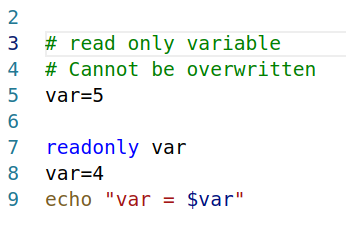 2
3 # read only variable
4 # Cannot be overwritten
5 var=5
6
7 readonly var
8 var=4
9 echo "var = $var"